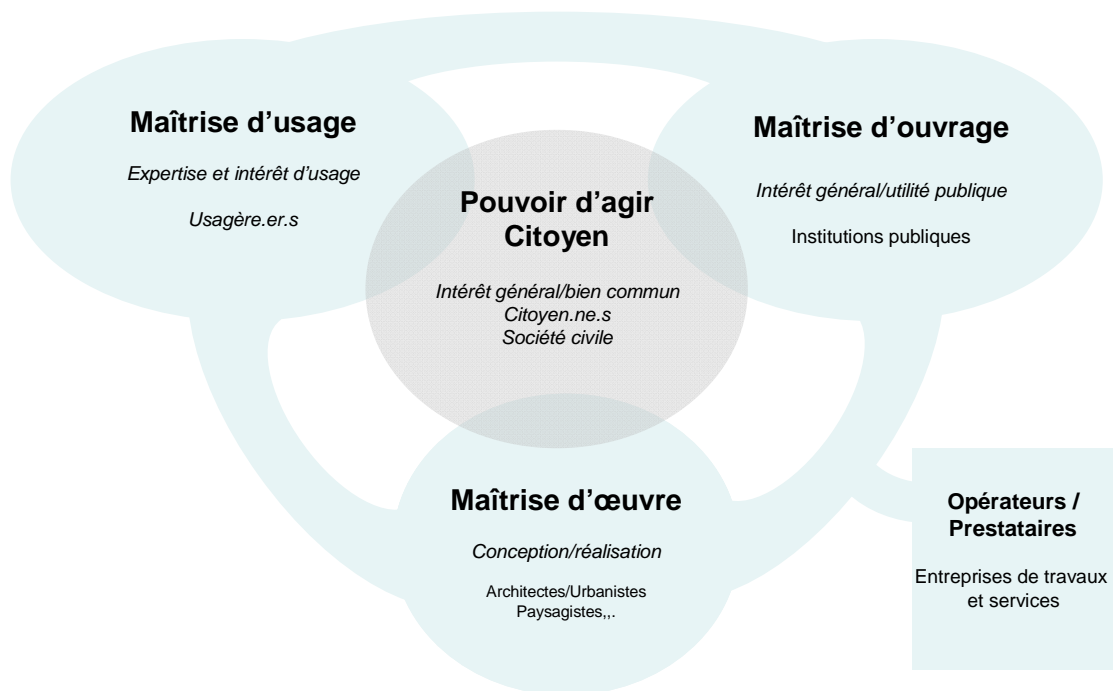 Maîtrise d’usage
Expertise et intérêt d’usage
Usagère.er.s
Maîtrise d’ouvrage
Intérêt général/utilité publique
Institutions publiques
Pouvoir d’agir
Citoyen
Intérêt général/bien commun
Citoyen.ne.s
Société civile
Maîtrise d’œuvre
Conception/réalisation
Architectes/Urbanistes
Paysagistes,,.
Opérateurs /
Prestataires
Entreprises de travaux
et services